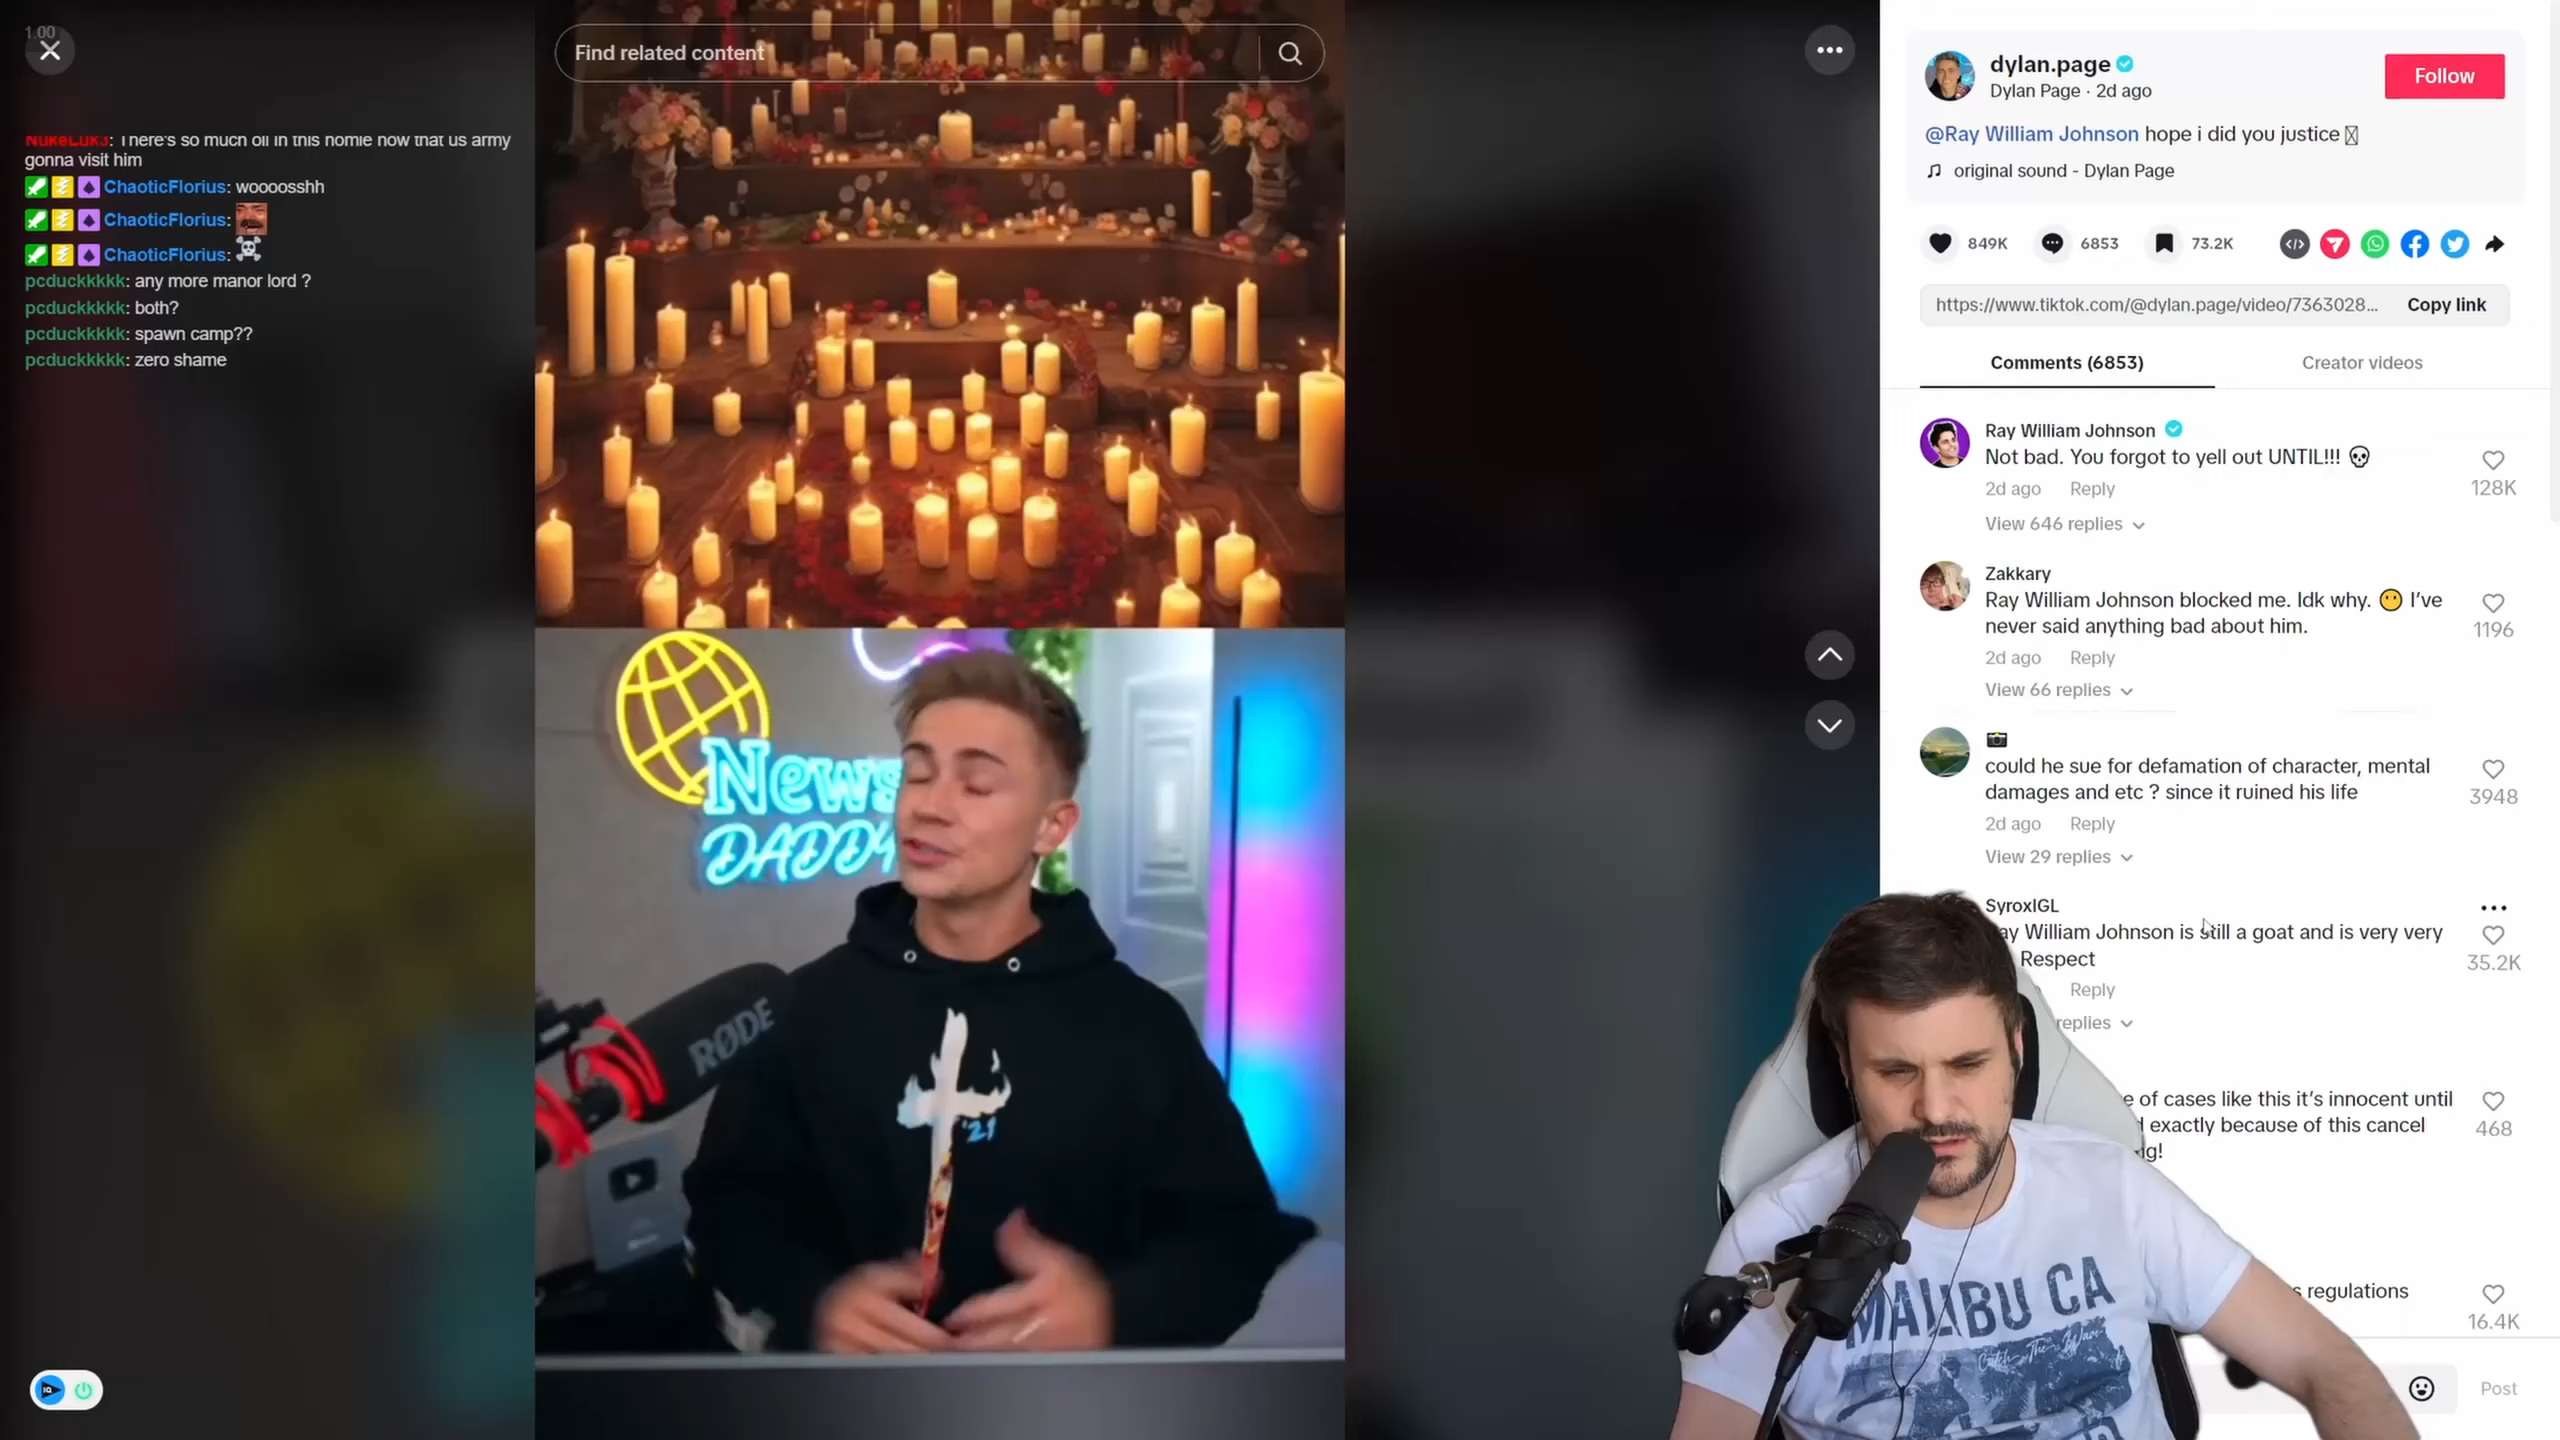 1.00
Find related content
NukeLuk3: There's so much oil in this homie now that us army
gonna visit him
ChaoticFlorius: woooosshh
ChaoticFlorius:
ChaoticFlorius:
pcduckkkkk: any more manor lord ?
pcduckkkkk: both?
pcduckkkkk: spawn camp??
pcduckkkkk: zero shame
News
DADDY
RØDE
'21
dylan.page
Dylan Page · 2d ago
Follow
@Ray William Johnson hope i did you justice
original sound - Dylan Page
849K
6853
73.2K
https://www.tiktok.com/@dylan.page/video/7363028...
Copy link
Comments (6853)
Creator videos
Ray William Johnson
Not bad. You forgot to yell out UNTIL!!! 💀
128K
2d ago Reply
View 646 replies
Zakkary
Ray William Johnson blocked me. Idk why. 😶 I've
never said anything bad about him.
1196
2d ago Reply
View 66 replies
📸
could he sue for defamation of character, mental
damages and etc ? since it ruined his life
3948
2d ago Reply
View 29 replies
SyroxIGL
ay William Johnson is still a goat and is very very
Respect
35.2K
Reply
replies
e of cases like this it's innocent until
exactly because of this cancel
468
regulations
16.4K
MALIBU CA
Catch The Wave
Post